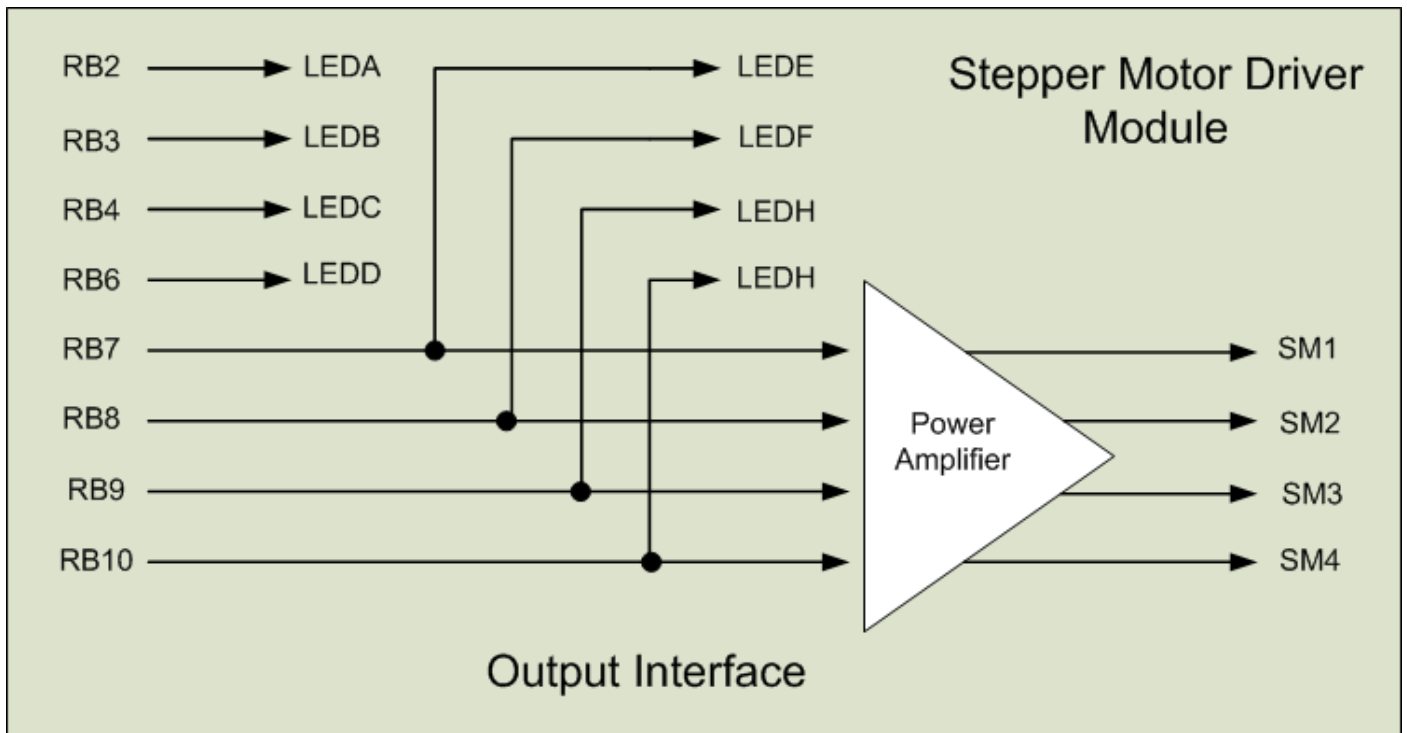 RB2
LEDA
LEDE
Stepper Motor Driver
Module
RB3
LEDB
LEDF
RB4
LEDC
LEDH
RB6
LEDD
LEDH
RB7
SM1
RB8
SM2
Power
Amplifier
RB9
SM3
RB10
SM4
Output Interface